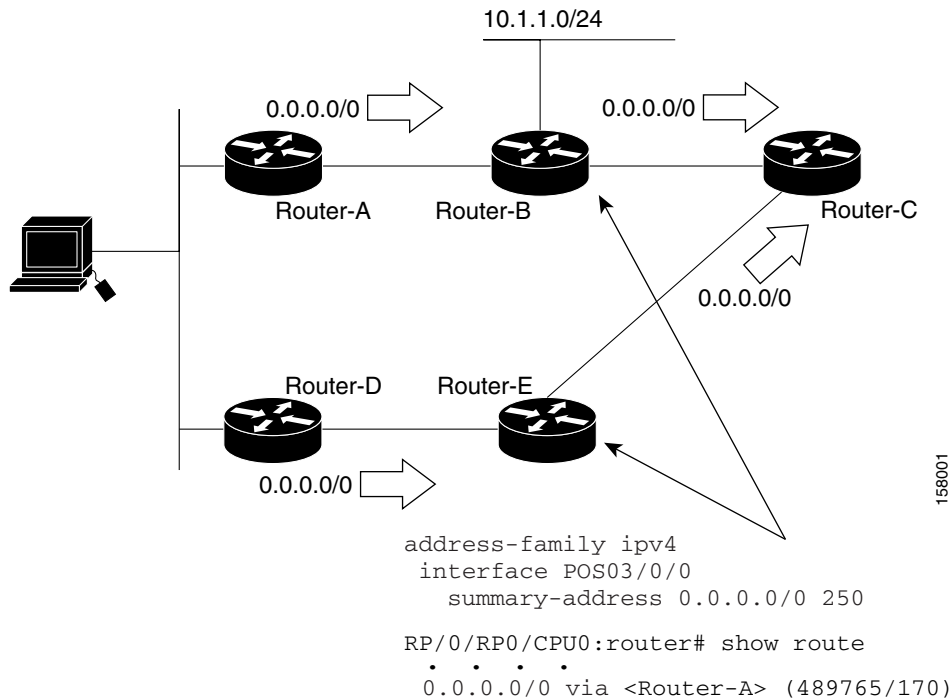 10.1.1.0/24
0.0.0.0/0
0.0.0.0/0
Router-A
Router-B
Router-C
0.0.0.0/0
Router-D
Router-E
0.0.0.0/0
158001
address-family ipv4
interface POS03/0/0
summary-address 0.0.0.0/0 250
RP/0/RP0/CPU0:router# show route
. . . .
0.0.0.0/0 via <Router-A> (489765/170)